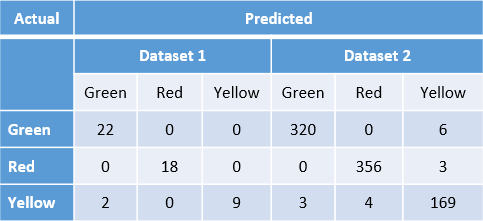 Actual Predicted
Dataset 1 Dataset 2
Green Red Yellow Green Red Yellow
Green 22 0 0 320 0 6
Red 0 18 0 0 356 3
Yellow 2 0 9 3 4 169